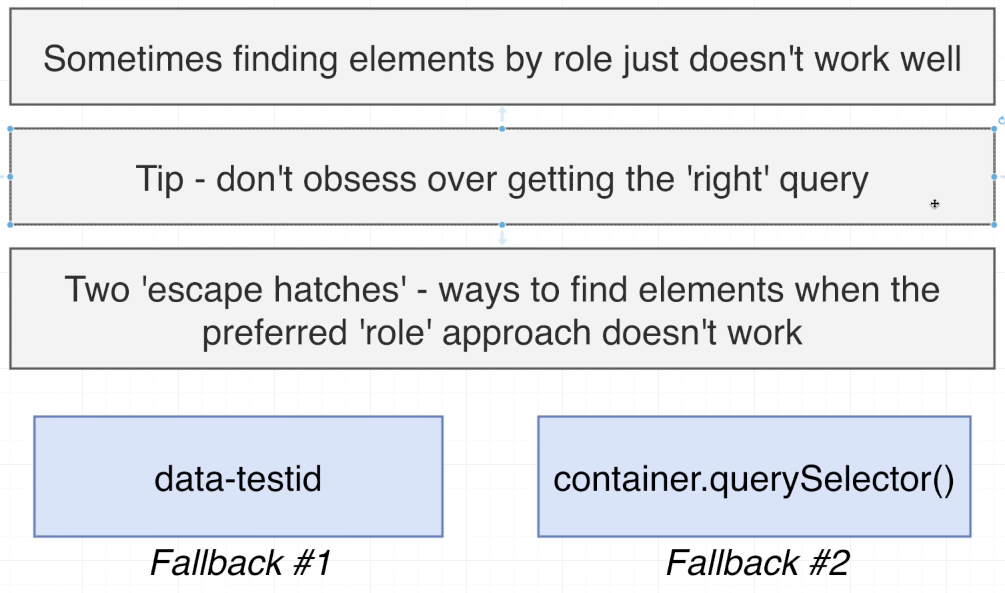 Sometimes finding elements by role just doesn't work well
Tip - don't obsess over getting the 'right' query
Two 'escape hatches' - ways to find elements when the
preferred 'role' approach doesn't work
data-testid
container.querySelector()
Fallback #1
Fallback #2